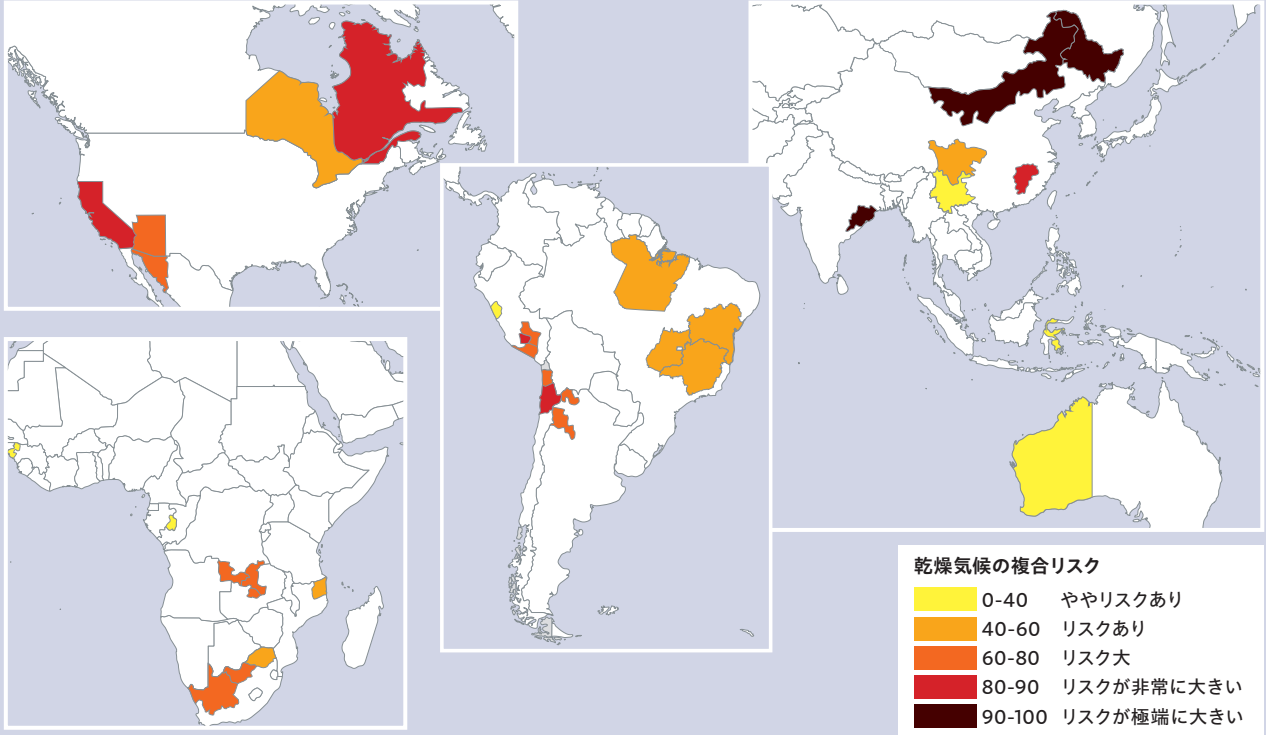 乾燥気候の複合リスク
0-40 ややリスクあり
40-60 リスクあり
60-80 リスク大
80-90 リスクが非常に大きい
90-100 リスクが極端に大きい